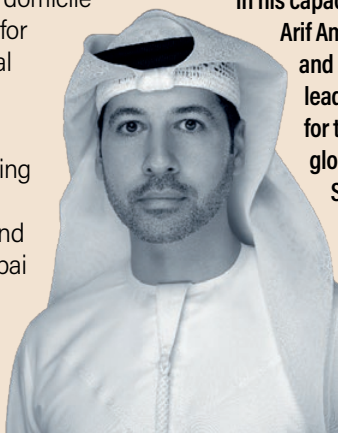 domicile
for
al
ing
nd
bai
In his capac
Arif Am
and
lead
for t
glo
S